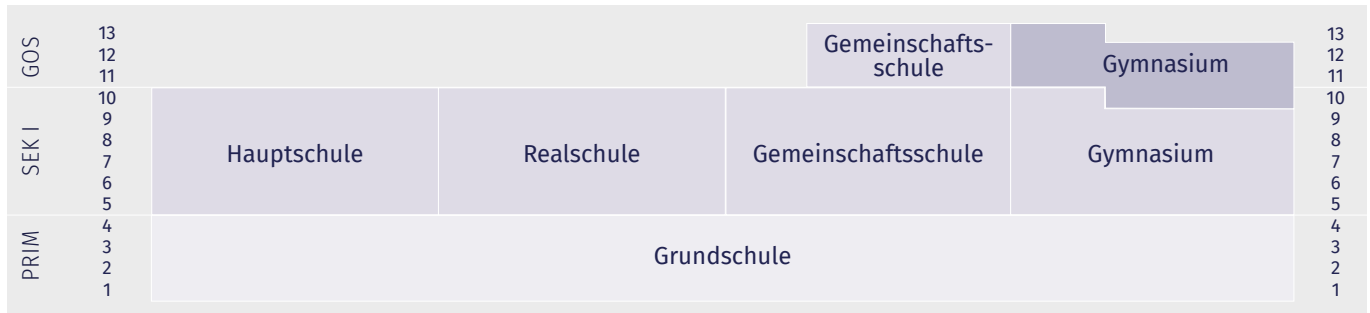 GOS
13
12
11
Gemeinschafts-
schule
Gymnasium
13
12
11
SEK I
10
9
8
7
6
5
Hauptschule
Realschule
Gemeinschaftsschule
Gymnasium
10
9
8
7
6
5
PRIM
4
3
2
1
Grundschule
4
3
2
1